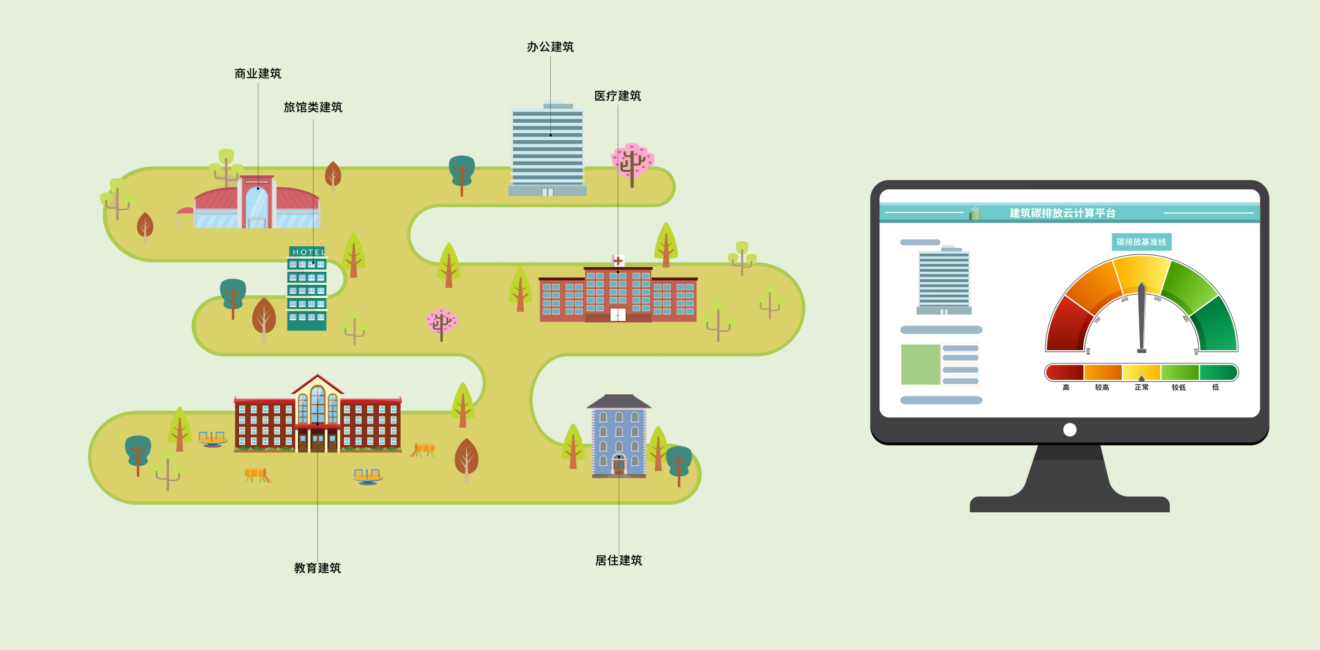 办公建筑
商业建筑
医疗建筑
旅馆类建筑
HOTEL
教育建筑
居住建筑
建筑碳排放云计算平台
碳排放基准线
高
较高
正常
较低
低